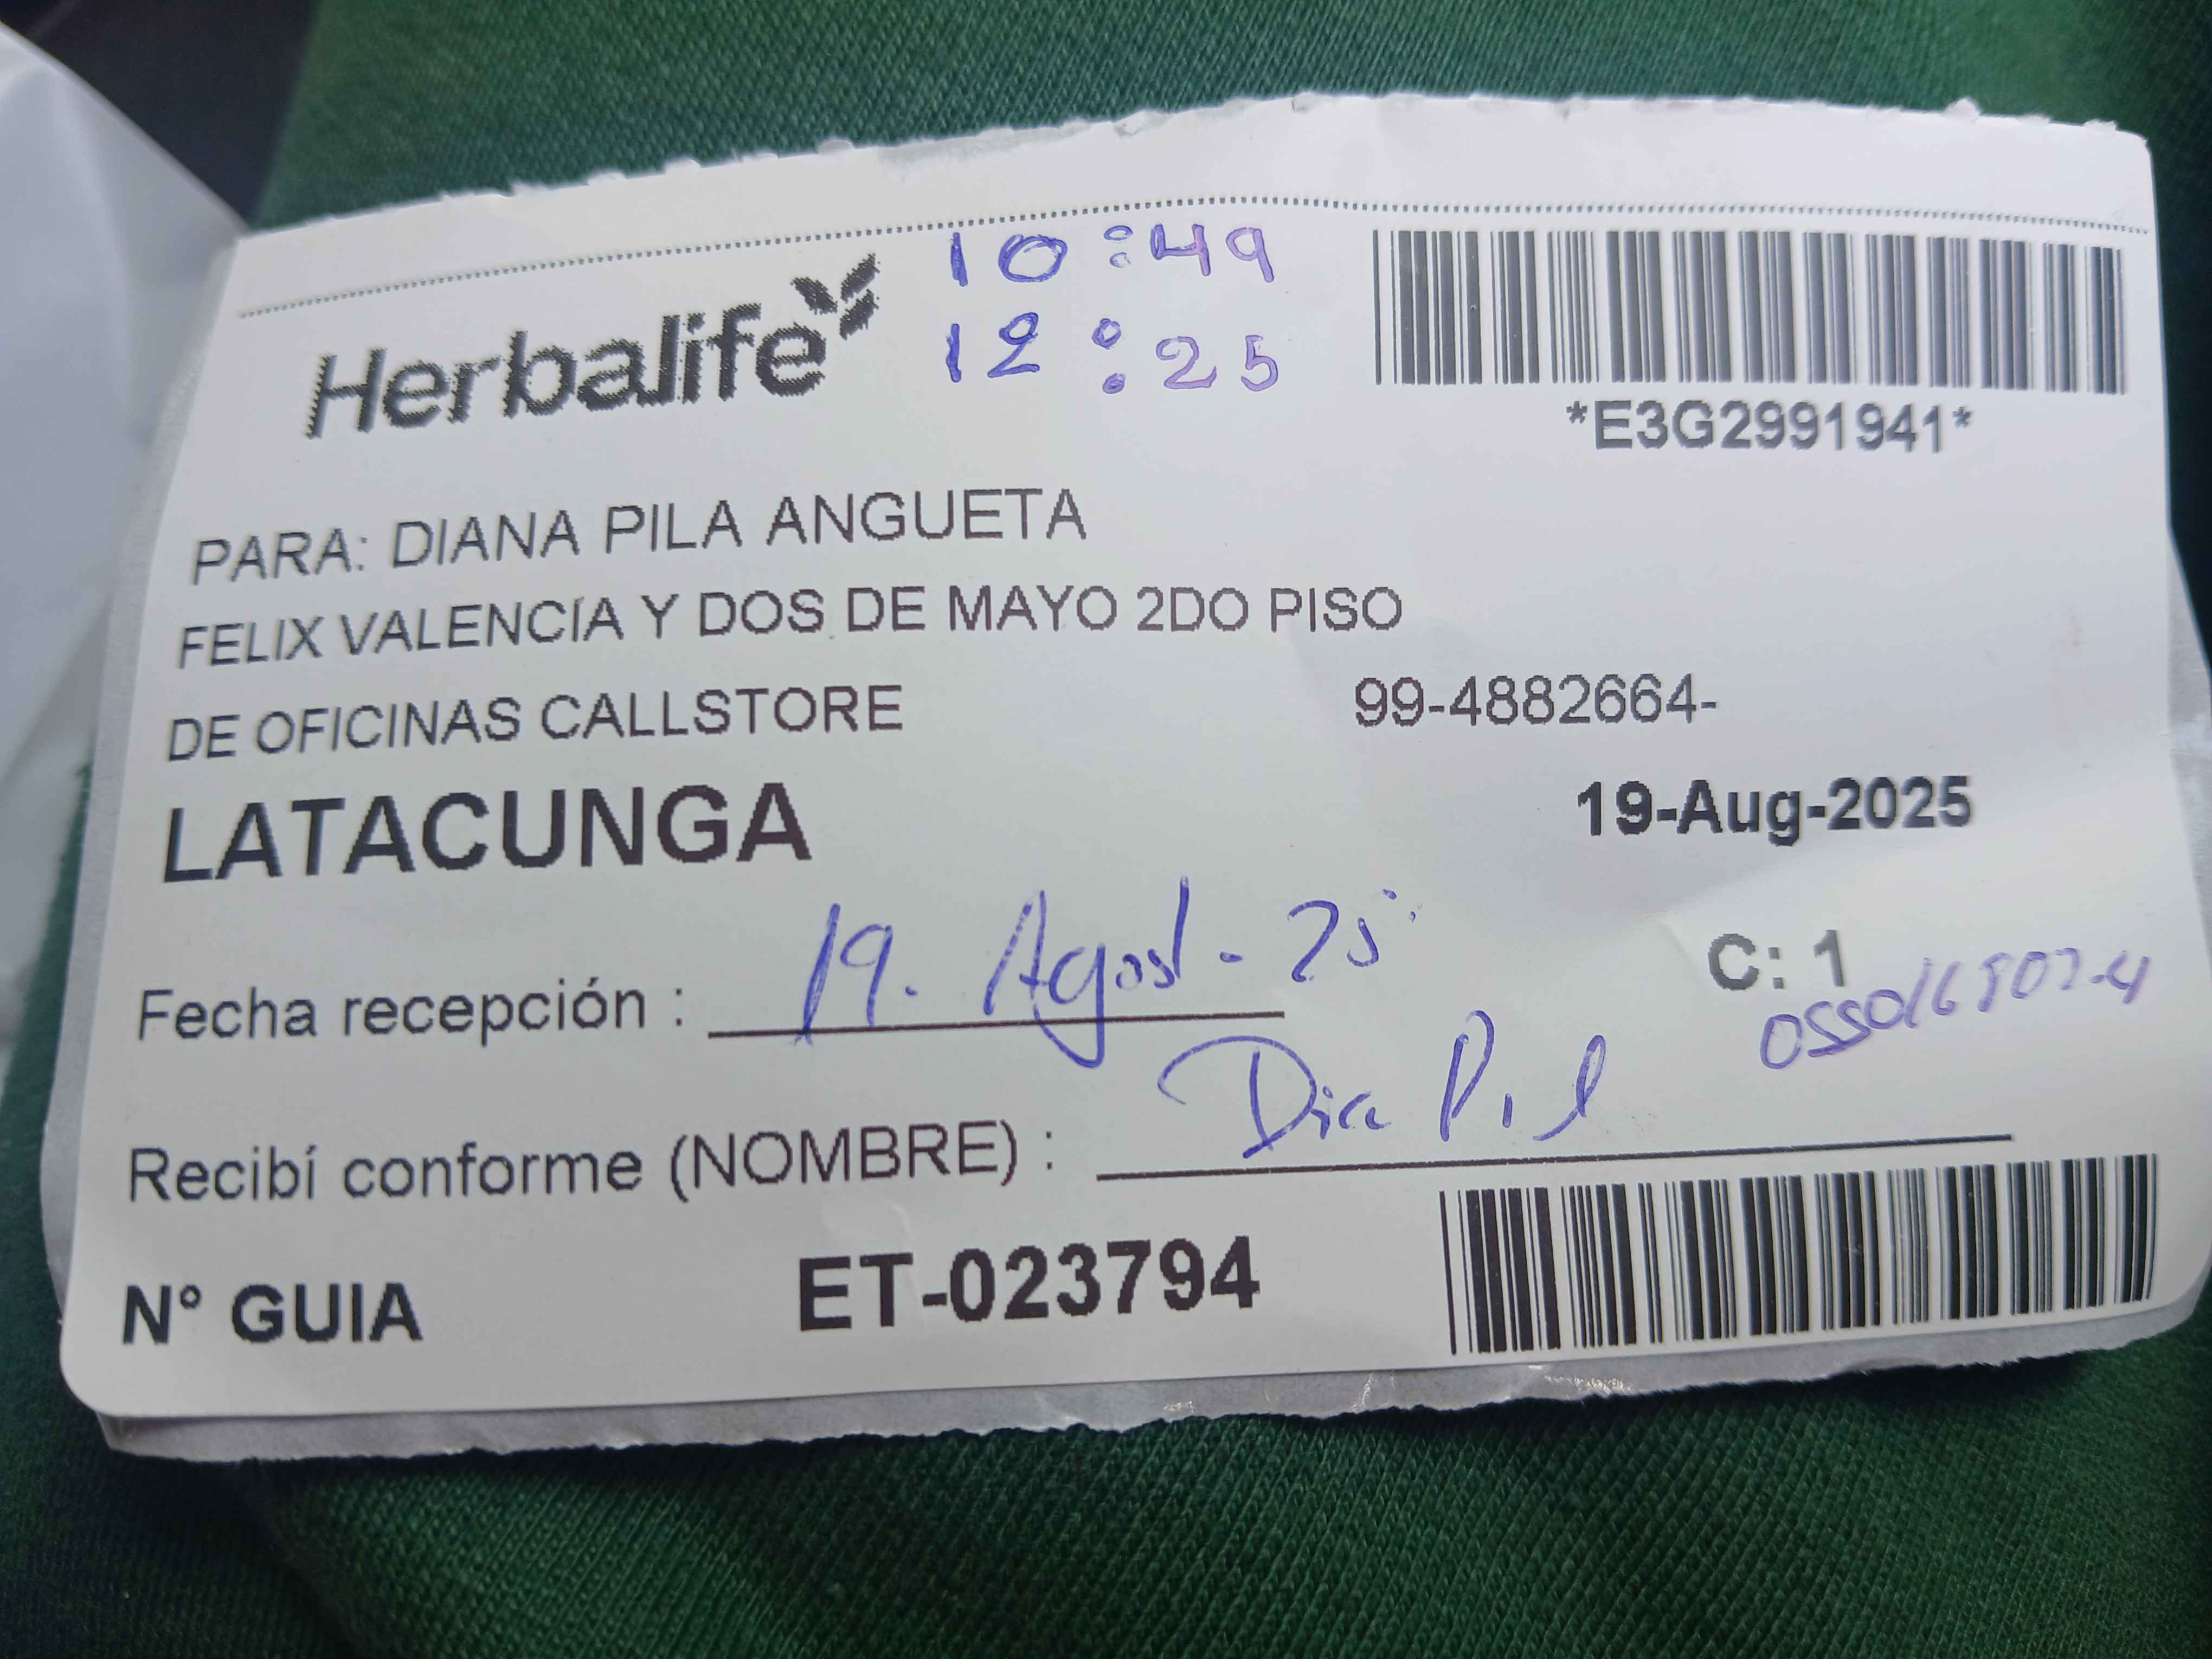 Herbalife
10:49
12:25
*E3G2991941*
PARA: DIANA PILA ANGUETA
FELIX VALENCIA Y DOS DE MAYO 2DO PISO
DE OFICINAS CALLSTORE 99-4882664-
LATACUNGA 19-Aug-2025
C: 1
Fecha recepción : 19. Agost - 25
Recibí conforme (NOMBRE) :
N° GUIA ET-023794